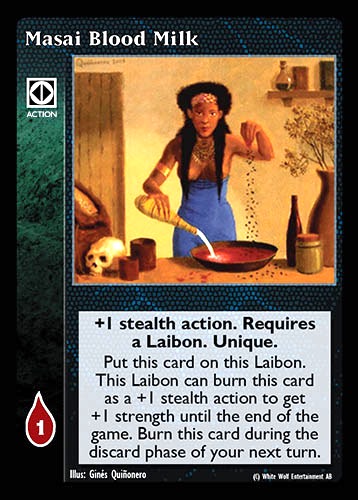 Masai Blood Milk
Quiñonero 2005
ACTION
+1 stealth action. Requires
a Laibon. Unique.
Put this card on this Laibon.
This Laibon can burn this card
as a +1 stealth action to get
+1 strength until the end of the
game. Burn this card during the
discard phase of your next turn.
1
Illus: Ginés Quiñonero
(C) White Wolf Entertainment AB